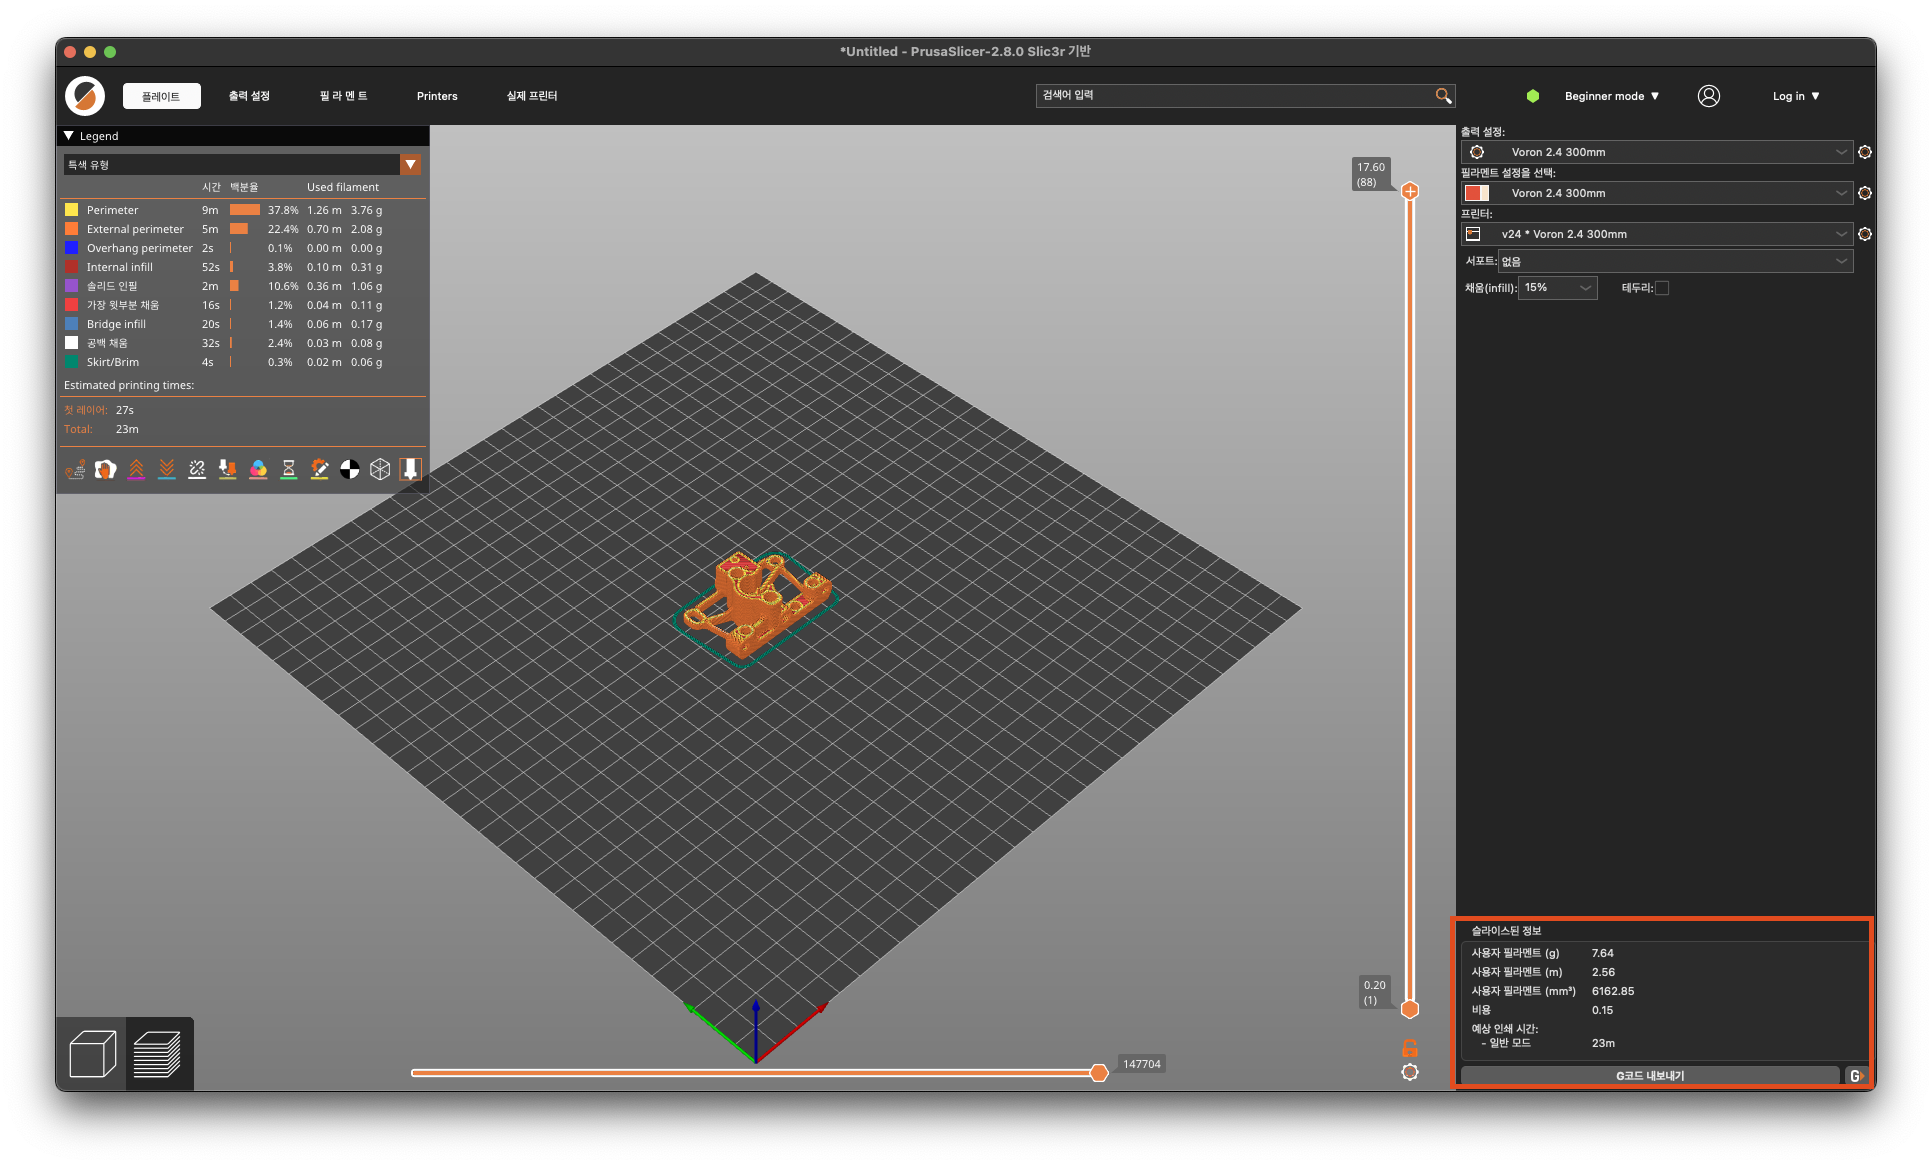 *Untitled - PrusaSlicer-2.8.0 Slic3r 기반
플레이트 출력 설정 필 라 멘 트 Printers 실제 프린터 검색어 입력 Beginner mode ▼ Log in ▼
▼ Legend
특색 유형
시간 백분율 Used filament
Perimeter 9m 37.8% 1.26 m 3.76 g
External perimeter 5m 22.4% 0.70 m 2.08 g
Overhang perimeter 2s 0.1% 0.00 m 0.00 g
Internal infill 52s 3.8% 0.10 m 0.31 g
솔리드 인필 2m 10.6% 0.36 m 1.06 g
가장 윗부분 채움 16s 1.2% 0.04 m 0.11 g
Bridge infill 20s 1.4% 0.06 m 0.17 g
공백 채움 32s 2.4% 0.03 m 0.08 g
Skirt/Brim 4s 0.3% 0.02 m 0.06 g
Estimated printing times:
첫 레이어: 27s
Total: 23m
17.60
(88)
0.20
(1)
147704
출력 설정:
Voron 2.4 300mm
필라멘트 설정을 선택:
Voron 2.4 300mm
프린터:
v24 * Voron 2.4 300mm
서포트: 없음
채움(infill): 15% 테두리:
슬라이스된 정보
사용자 필라멘트 (g) 7.64
사용자 필라멘트 (m) 2.56
사용자 필라멘트 (mm³) 6162.85
비용 0.15
예상 인쇄 시간:
- 일반 모드 23m
G코드 내보내기 G